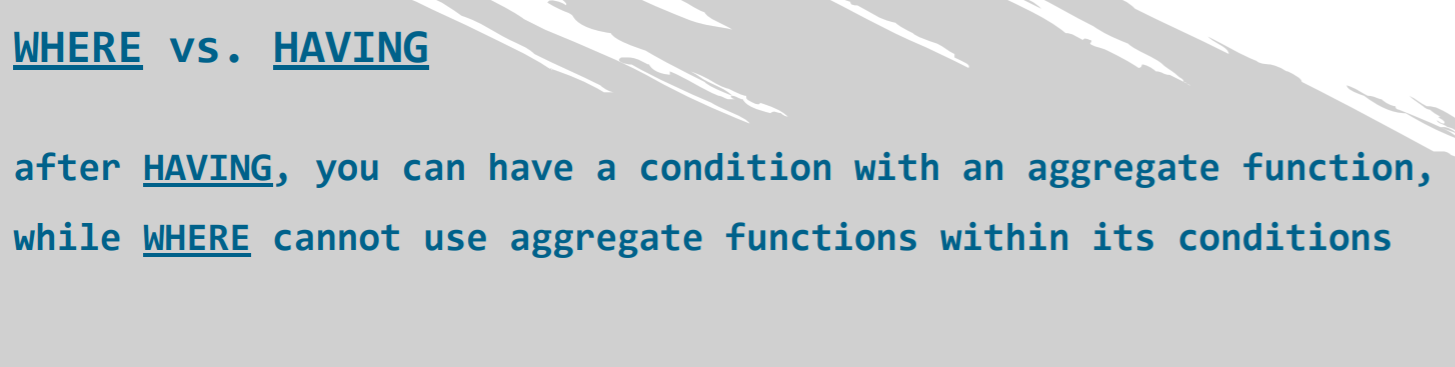 WHERE vs. HAVING
after HAVING, you can have a condition with an aggregate function,
while WHERE cannot use aggregate functions within its conditions